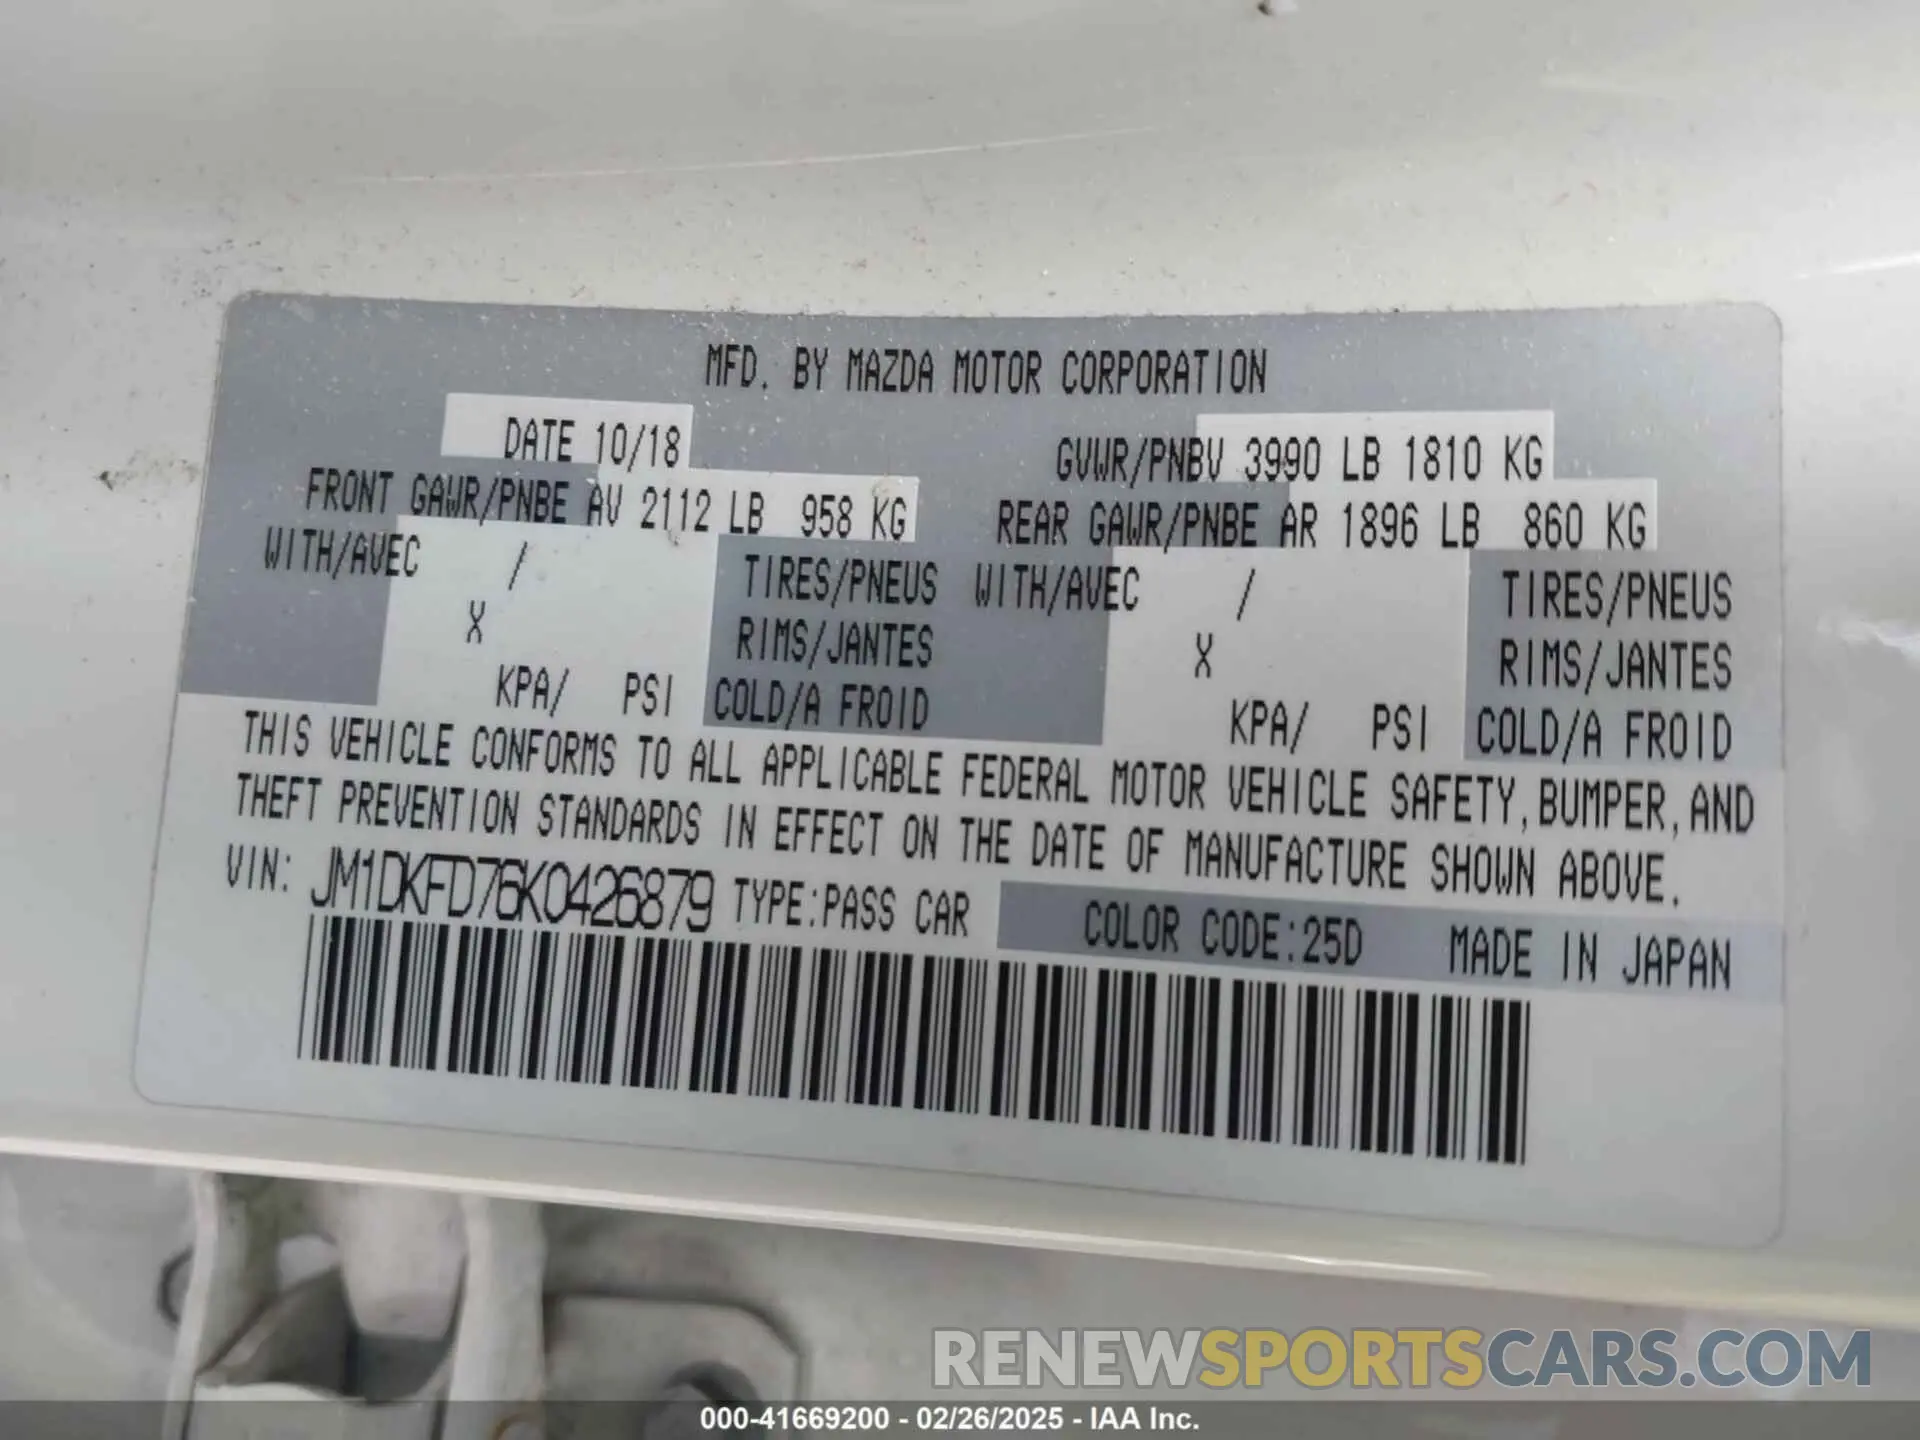 MFD. BY MAZDA MOTOR CORPORATION
DATE 10/18 GVWR/PNBV 3990 LB 1810 KG
FRONT GAWR/PNBE AV 2112 LB 958 KG REAR GAWR/PNBE AR 1896 LB 860 KG
WITH/AVEC / TIRES/PNEUS WITH/AVEC / TIRES/PNEUS
X RIMS/JANTES X RIMS/JANTES
KPA/ PSI COLD/A FROID KPA/ PSI COLD/A FROID
THIS VEHICLE CONFORMS TO ALL APPLICABLE FEDERAL MOTOR VEHICLE SAFETY,BUMPER,AND
THEFT PREVENTION STANDARDS IN EFFECT ON THE DATE OF MANUFACTURE SHOWN ABOVE.
VIN: JM1DKFD76K0426879 TYPE:PASS CAR COLOR CODE:25D MADE IN JAPAN
RENEWSPORTSCARS.COM
000-41669200 - 02/26/2025 - IAA Inc.